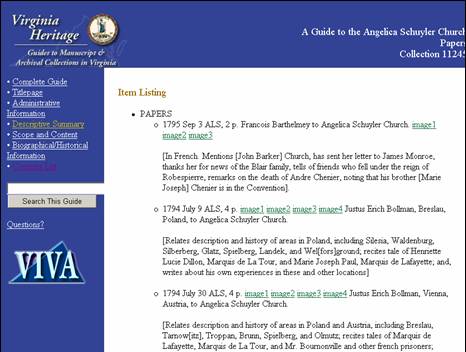 Virginia
Heritage
Guides to Manuscript &
Archival Collections in Virginia
A Guide to the Angelica Schuyler Church
Papers
Collection 11245
• Complete Guide
• Titlepage
• Administrative
Information
• Descriptive Summary
• Scope and Content
• Biographical/Historical
Information
•
Search This Guide
Questions?
VIVA
Item Listing
• PAPERS
○ 1795 Sep 3 ALS, 2 p. Francois Barthelmey to Angelica Schuyler Church. image1
image2 image3
[In French. Mentions [John Barker] Church, has sent her letter to James Monroe,
thanks her for news of the Blair family, tells of friends who fell under the reign of
Robespierre, remarks on the death of Andre Chenier, noting that his brother [Marie
Joseph] Chenier is in the Convention].
○ 1794 July 9 ALS, 4 p. image1 image2 image3 image4 Justus Erich Bollman, Breslau,
Poland, to Angelica Schuyler Church.
[Relates description and history of areas in Poland, including Silesia, Waldenburg,
Silberberg, Glatz, Spielberg, Landek, and Wel[fors]ground; recites tale of Henriette
Lucie Dillon, Marquis de La Tour, and Marie Joseph Paul, Marquis de Lafayette; and,
writes about his own experiences in these and other locations]
○ 1794 July 30 ALS, 4 p. image1 image2 image3 image4 Justus Erich Bollman, Vienna,
Austria, to Angelica Schuyler Church.
[Relates description and history of areas in Poland and Austria, including Breslau,
Tarnow[itz], Troppan, Brunn, Spielburg, and Olmutz; recites tales of Marquis de
Lafayette, Marquis de La Tour, and Mr. Bournonville and other french prisoners;